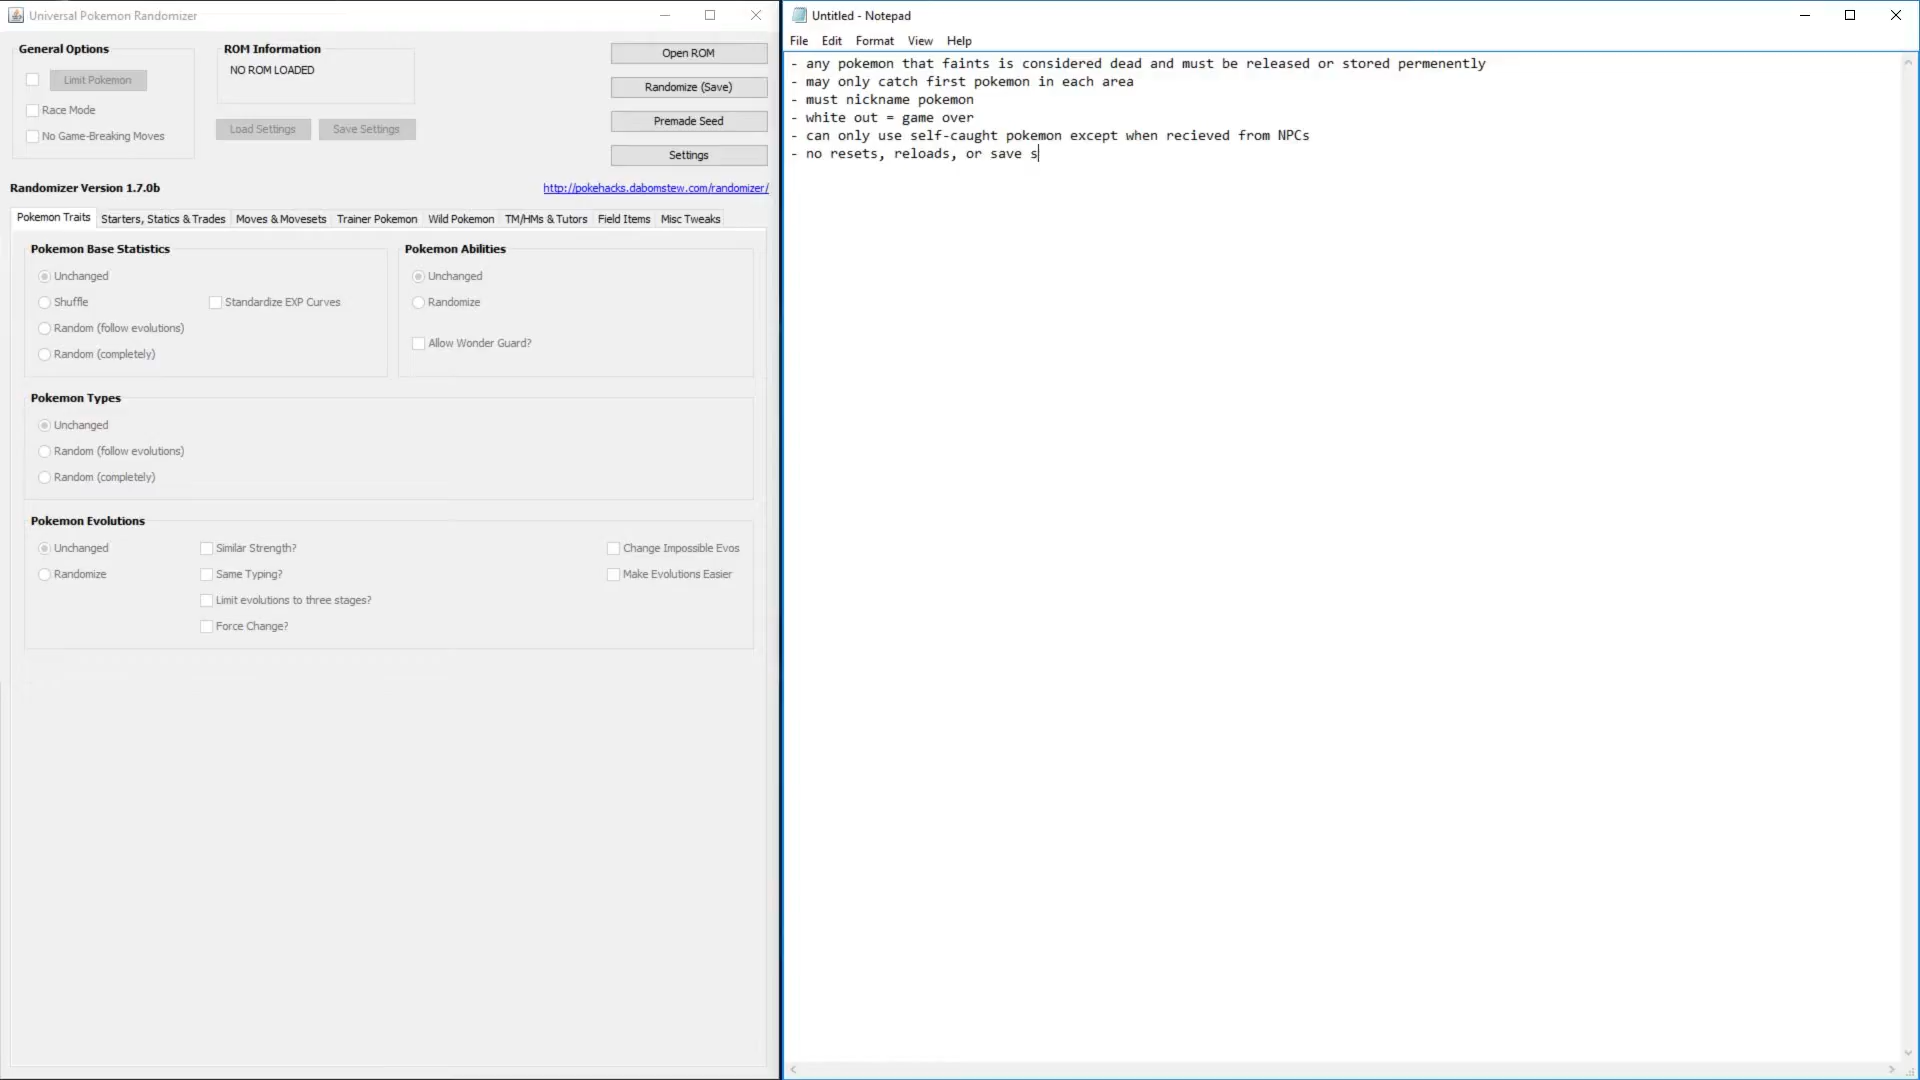 Universal Pokemon Randomizer
General Options
Limit Pokemon
Race Mode
No Game-Breaking Moves
ROM Information
NO ROM LOADED
Load Settings
Save Settings
Open ROM
Randomize (Save)
Premade Seed
Settings
Randomizer Version 1.7.0b
http://pokehacks.dabomstew.com/randomizer/
Pokemon Traits
Starters, Statics & Trades
Moves & Movesets
Trainer Pokemon
Wild Pokemon
TM/HMs & Tutors
Field Items
Misc Tweaks
Pokemon Base Statistics
Unchanged
Shuffle
Standardize EXP Curves
Random (follow evolutions)
Random (completely)
Pokemon Abilities
Unchanged
Randomize
Allow Wonder Guard?
Pokemon Types
Unchanged
Random (follow evolutions)
Random (completely)
Pokemon Evolutions
Unchanged
Randomize
Similar Strength?
Same Typing?
Limit evolutions to three stages?
Force Change?
Change Impossible Evos
Make Evolutions Easier
Untitled - Notepad
File Edit Format View Help
- any pokemon that faints is considered dead and must be released or stored permenently
- may only catch first pokemon in each area
- must nickname pokemon
- white out = game over
- can only use self-caught pokemon except when recieved from NPCs
- no resets, reloads, or save s